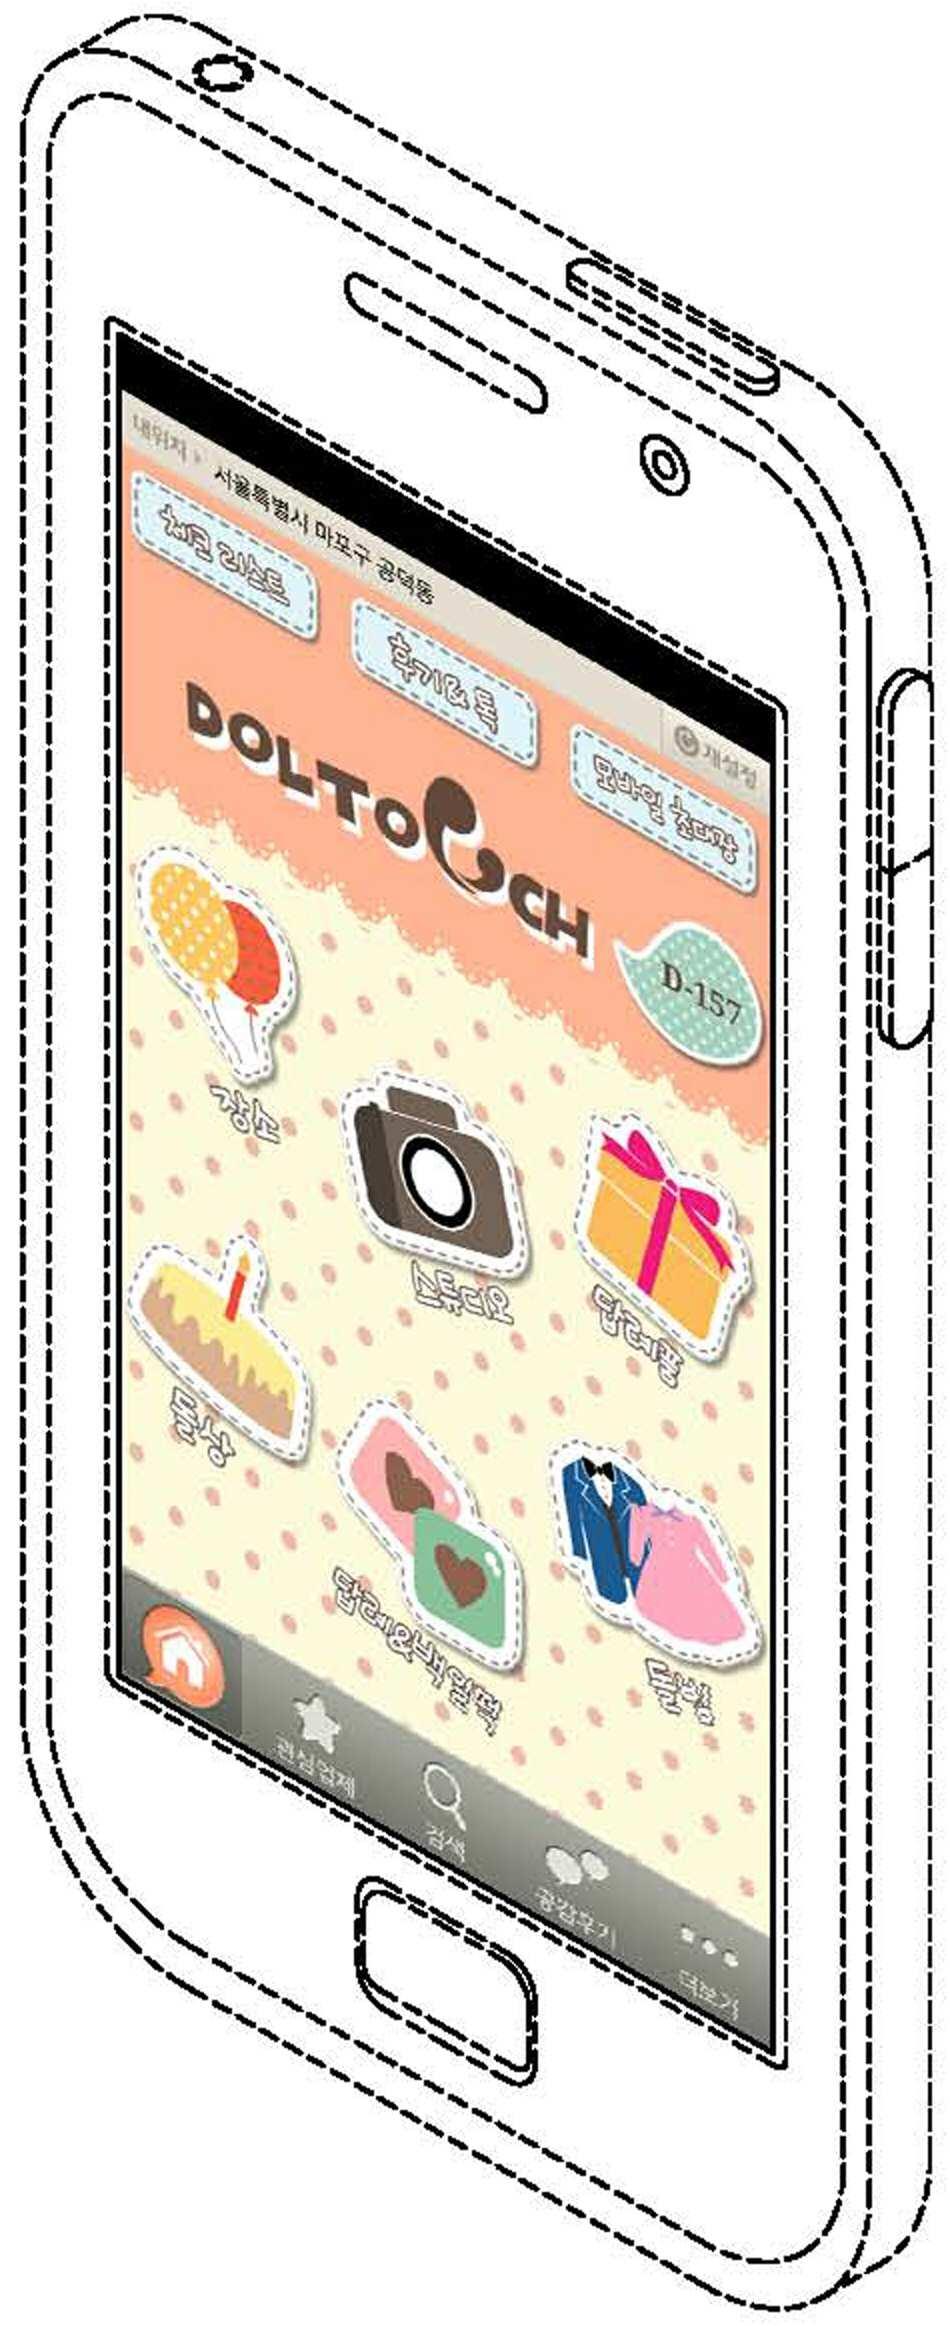 내위치
서울특별시 마포구 공덕동
재설정
체크 리스트
후기&톡
모바일 초대장
DOLTOUCH
D-157
장소
스튜디오
답례품
돌상
답례&백일떡
돌빔
관심업체
검색
공감후기
더보기